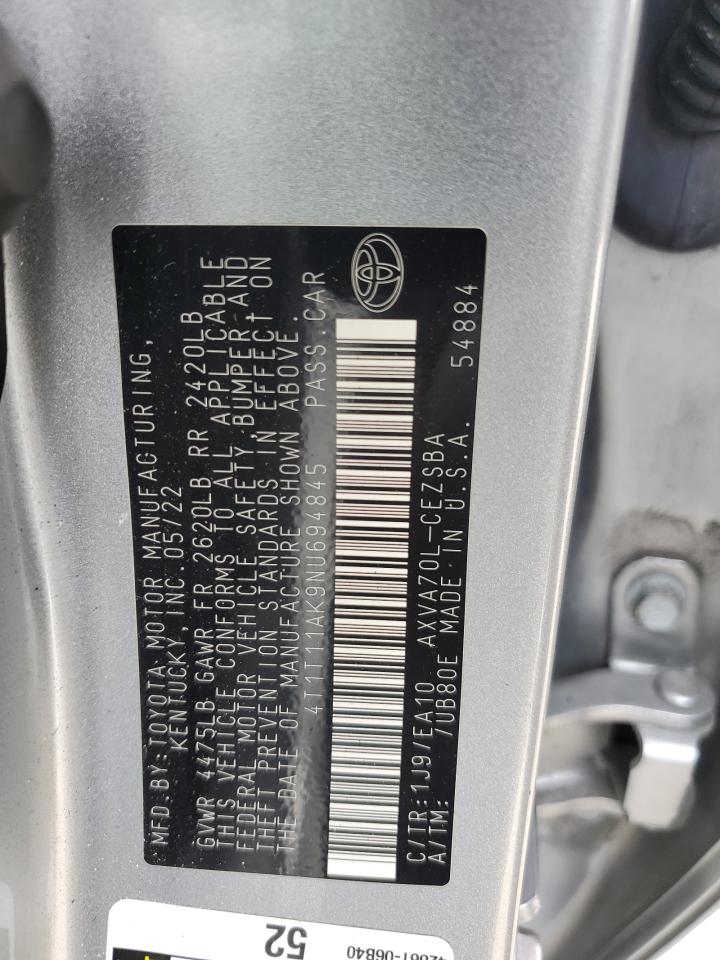 MFD.BY:TOYOTA MOTOR MANUFACTURING,
KENTUCKY, INC.05/22
GVWR 4475LB GAWR FR 2620LB RR 2420LB
THIS VEHICLE CONFORMS TO ALL APPLICABLE
FEDERAL MOTOR VEHICLE SAFETY, BUMPER AND
THEFT PREVENTION STANDARDS IN EFFECT ON
THE DATE OF MANUFACTURE SHOWN ABOVE.
4T1T11AK9NU694845 PASS.CAR
C/TR:1J9/EA10 AXVA70L-CEZSBA
A/TM: /UB80E MADE IN U.S.A. 54884
52
42661-06B40